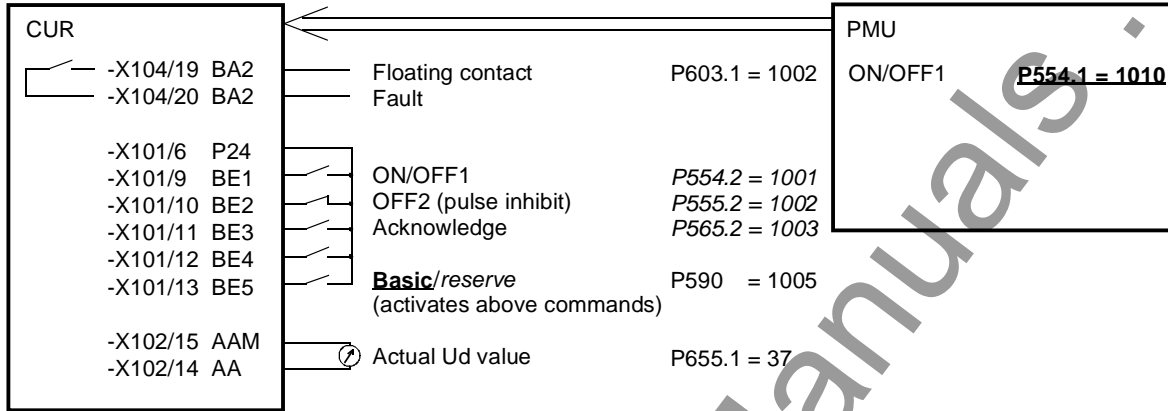 CUR
-X104/19 BA2 Floating contact P603.1 = 1002
-X104/20 BA2 Fault
-X101/6 P24
-X101/9 BE1 ON/OFF1 P554.2 = 1001
-X101/10 BE2 OFF2 (pulse inhibit) P555.2 = 1002
-X101/11 BE3 Acknowledge P565.2 = 1003
-X101/12 BE4
-X101/13 BE5 Basic/reserve P590 = 1005
(activates above commands)
-X102/15 AAM Actual Ud value P655.1 = 37
-X102/14 AA
PMU
ON/OFF1 P554.1 = 1010
anuals .